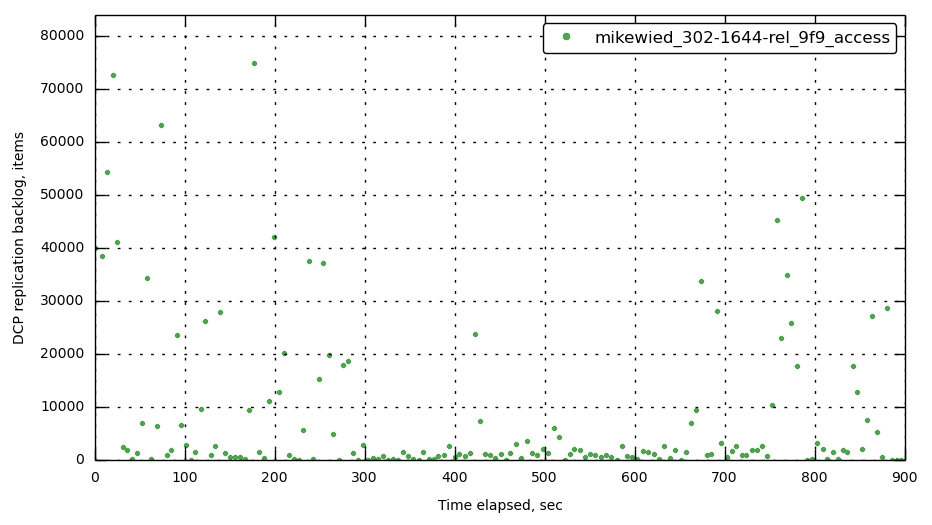 mikewied_302-1644-rel_9f9_access
DCP replication backlog, items
80000
70000
60000
50000
40000
30000
20000
10000
0
0 100 200 300 400 500 600 700 800 900
Time elapsed, sec